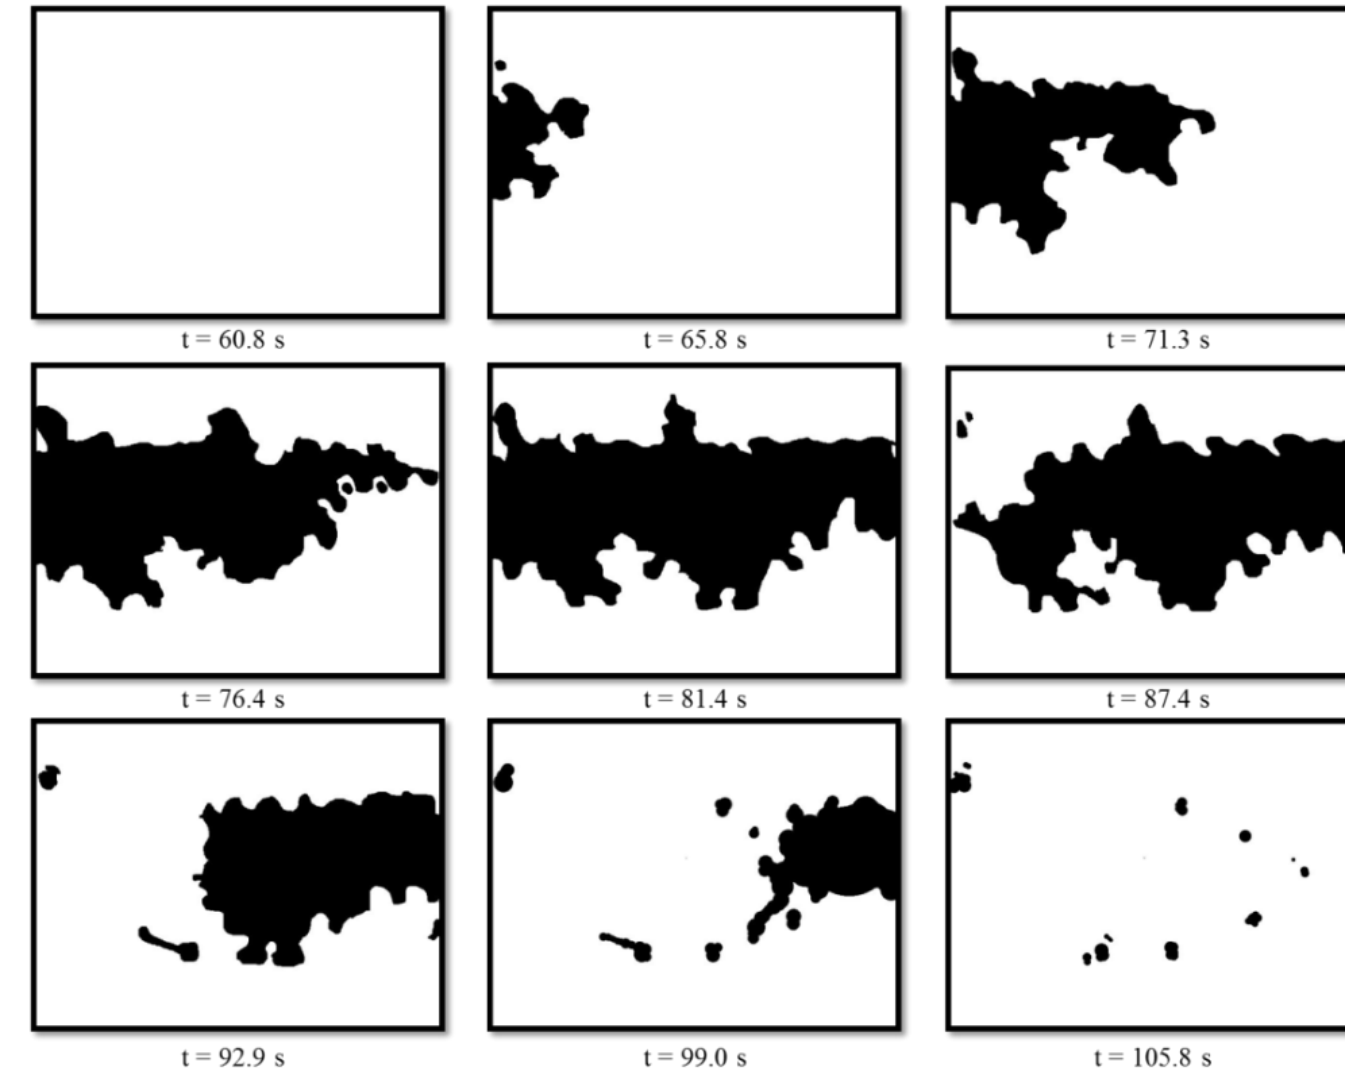 t = 60.8 s
t = 65.8 s
t = 71.3 s
t = 76.4 s
t = 81.4 s
t = 87.4 s
t = 92.9 s
t = 99.0 s
t = 105.8 s